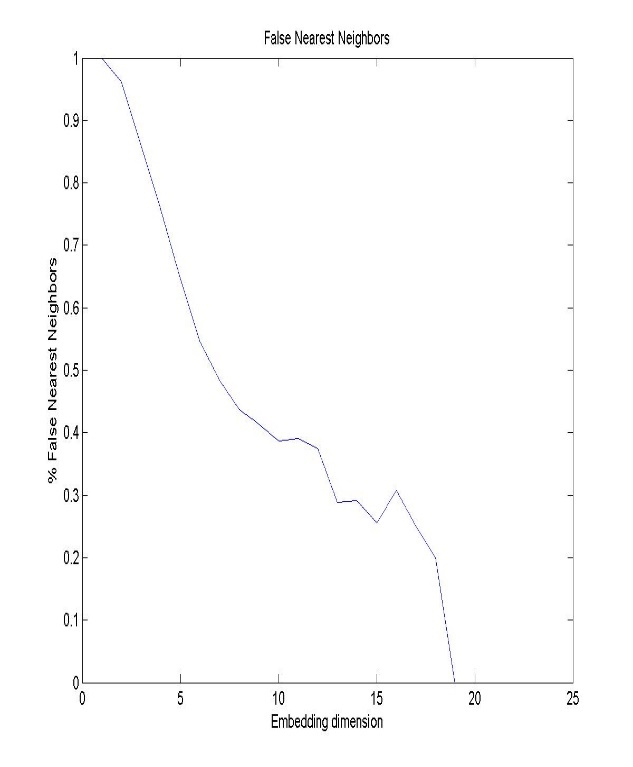 False Nearest Neighbors
1
0.9
0.8
0.7
0.6
0.5
0.4
0.3
0.2
0.1
0
% False Nearest Neighbors
0 5 10 15 20 25
Embedding dimension